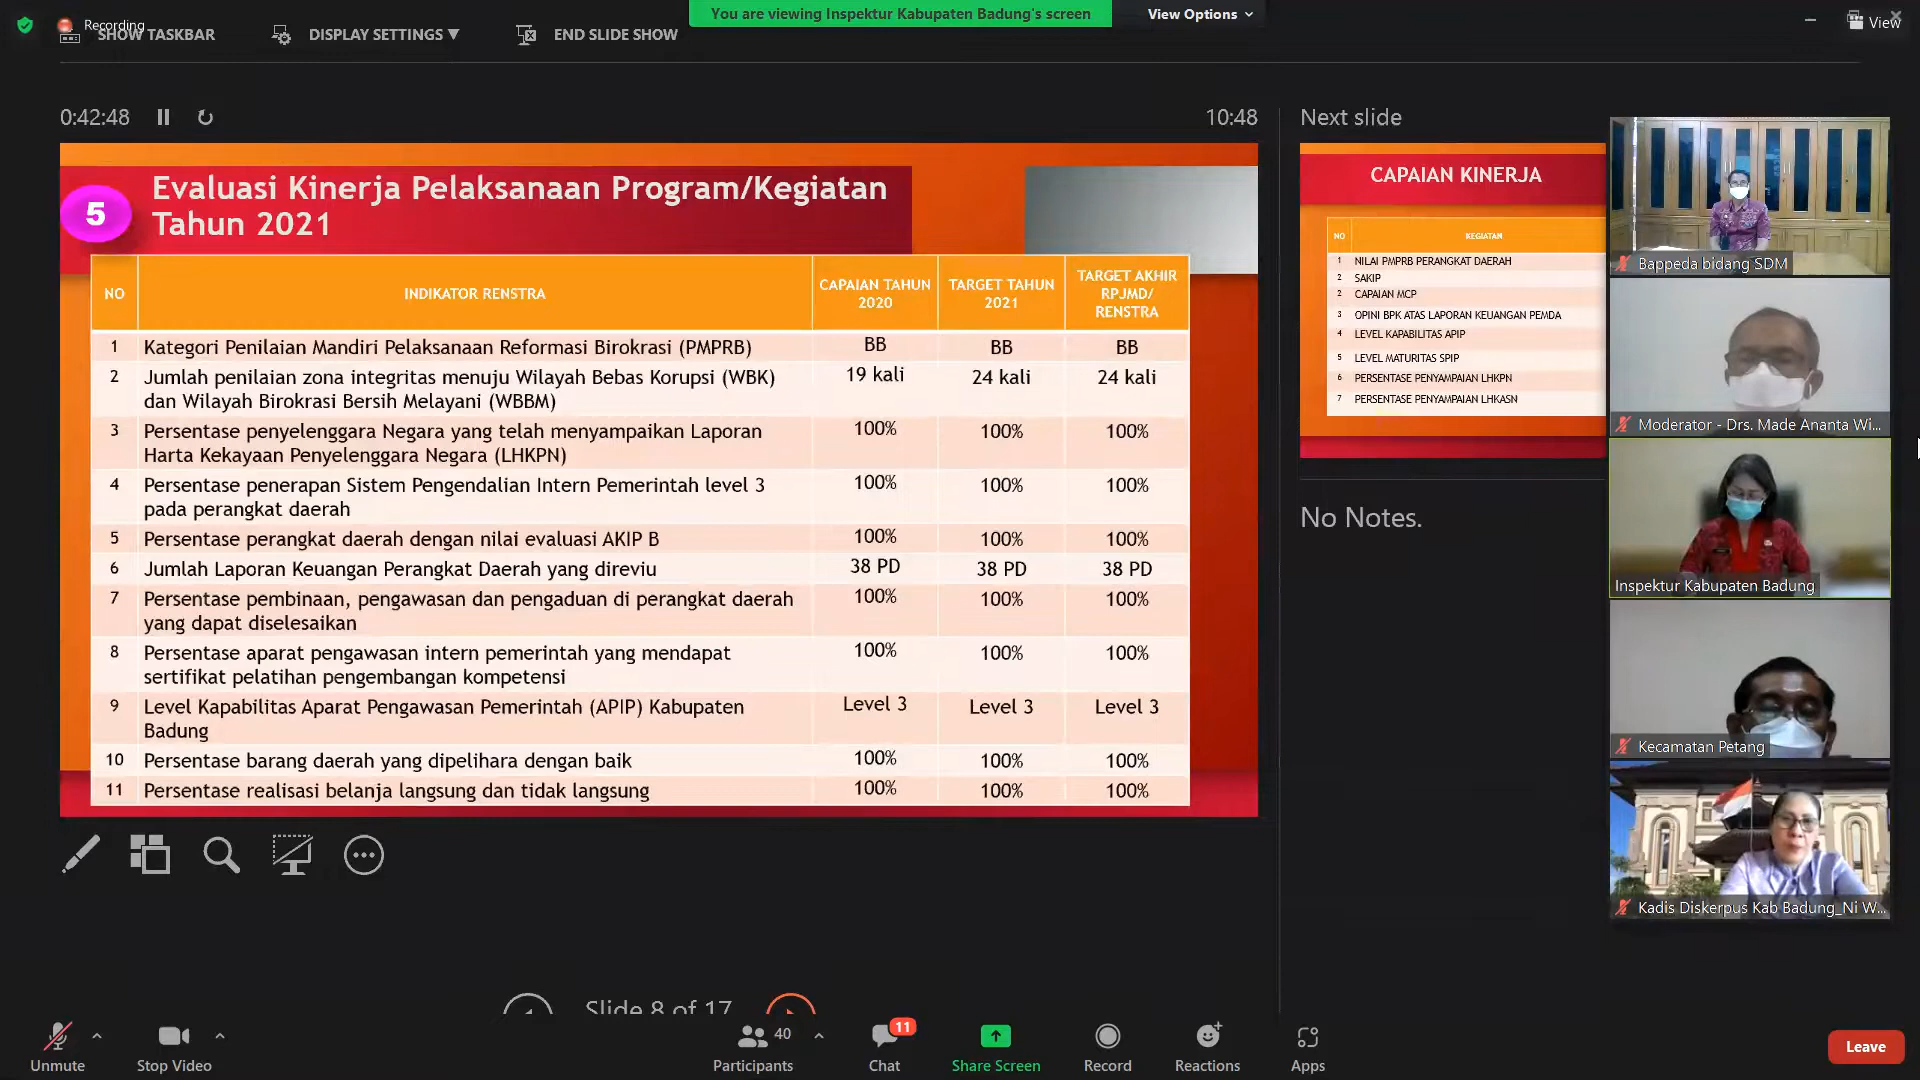 Recording
SHOW TASKBAR
DISPLAY SETTINGS ▼
END SLIDE SHOW
You are viewing Inspektur Kabupaten Badung's screen
View Options
View
0:42:48
10:48
Next slide
5
Evaluasi Kinerja Pelaksanaan Program/Kegiatan
Tahun 2021
NO
INDIKATOR RENSTRA
CAPAIAN TAHUN
2020
TARGET TAHUN
2021
TARGET AKHIR
RPJMD/
RENSTRA
1 Kategori Penilaian Mandiri Pelaksanaan Reformasi Birokrasi (PMPRB) BB BB BB
2 Jumlah penilaian zona integritas menuju Wilayah Bebas Korupsi (WBK) 19 kali 24 kali 24 kali
dan Wilayah Birokrasi Bersih Melayani (WBBM)
3 Persentase penyelenggara Negara yang telah menyampaikan Laporan 100% 100% 100%
Harta Kekayaan Penyelenggara Negara (LHKPN)
4 Persentase penerapan Sistem Pengendalian Intern Pemerintah level 3 100% 100% 100%
pada perangkat daerah
5 Persentase perangkat daerah dengan nilai evaluasi AKIP B 100% 100% 100%
6 Jumlah Laporan Keuangan Perangkat Daerah yang direviu 38 PD 38 PD 38 PD
7 Persentase pembinaan, pengawasan dan pengaduan di perangkat daerah 100% 100% 100%
yang dapat diselesaikan
8 Persentase aparat pengawasan intern pemerintah yang mendapat 100% 100% 100%
sertifikat pelatihan pengembangan kompetensi
9 Level Kapabilitas Aparat Pengawasan Pemerintah (APIP) Kabupaten Level 3 Level 3 Level 3
Badung
10 Persentase barang daerah yang dipelihara dengan baik 100% 100% 100%
11 Persentase realisasi belanja langsung dan tidak langsung 100% 100% 100%
CAPAIAN KINERJA
NO KEGIATAN
1 NILAI PMPRB PERANGKAT DAERAH
2 SAKIP
2 CAPAIAN MCP
3 OPINI BPK ATAS LAPORAN KEUANGAN PEMDA
4 LEVEL KAPABILITAS APIP
5 LEVEL MATURITAS SPIP
6 PERSENTASE PENYAMPAIAN LHKPN
7 PERSENTASE PENYAMPAIAN LHKASN
No Notes.
Bappeda bidang SDM
Moderator - Drs. Made Ananta Wi...
Inspektur Kabupaten Badung
Kecamatan Petang
Kadis Diskerpus Kab Badung_Ni W...
Slide 8 of 17
Unmute
Stop Video
40
Participants
11
Chat
Share Screen
Record
Reactions
Apps
Leave